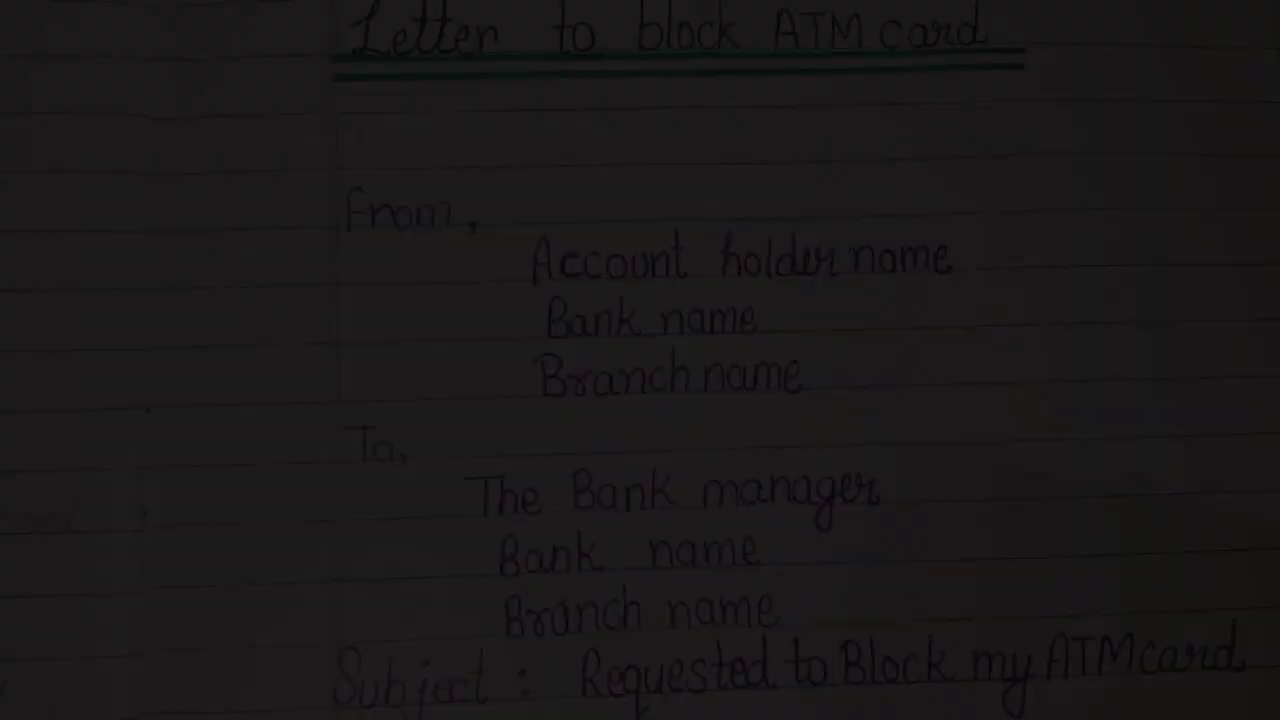 Letter to block ATM card
From,
Account holder name
Bank name
Branch name
To,
The Bank manager
Bank name
Branch name
Subject : Requested to Block my ATM card